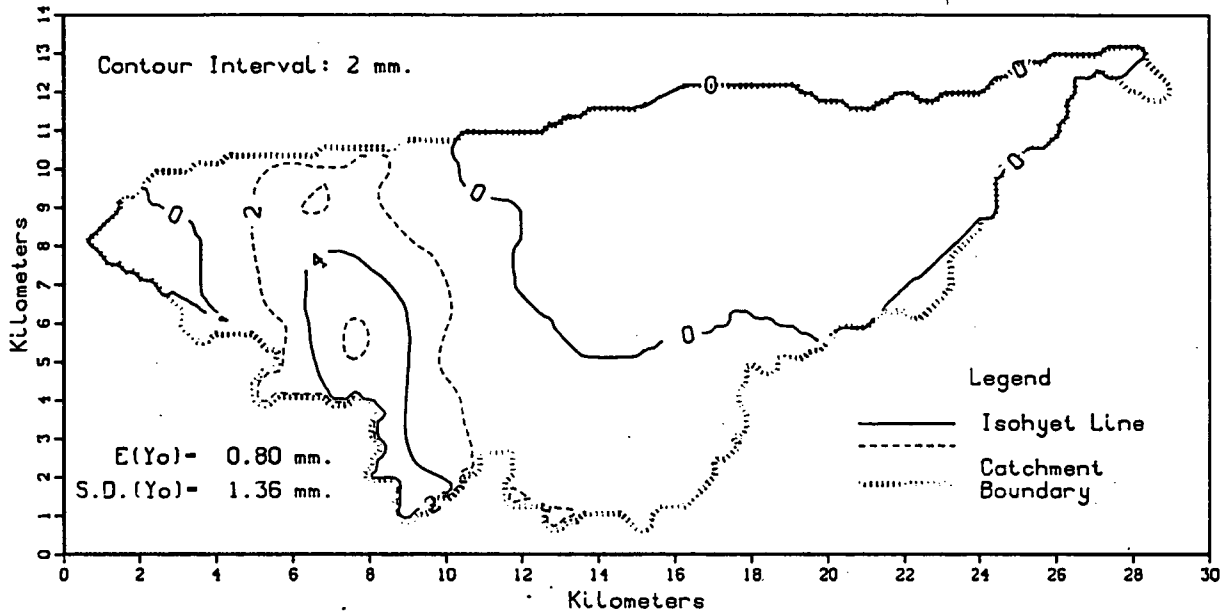 Contour Interval: 2 mm.
0
0
0
0
2
0
4
0
0
2
E(Yo)= 0.80 mm.
S.D.(Yo)= 1.36 mm.
Legend
Isohyet Line
Catchment
Boundary
Kilometers
14
13
12
11
10
9
8
7
6
5
4
3
2
1
0
0 2 4 6 8 10 12 14 16 18 20 22 24 26 28 30
Kilometers